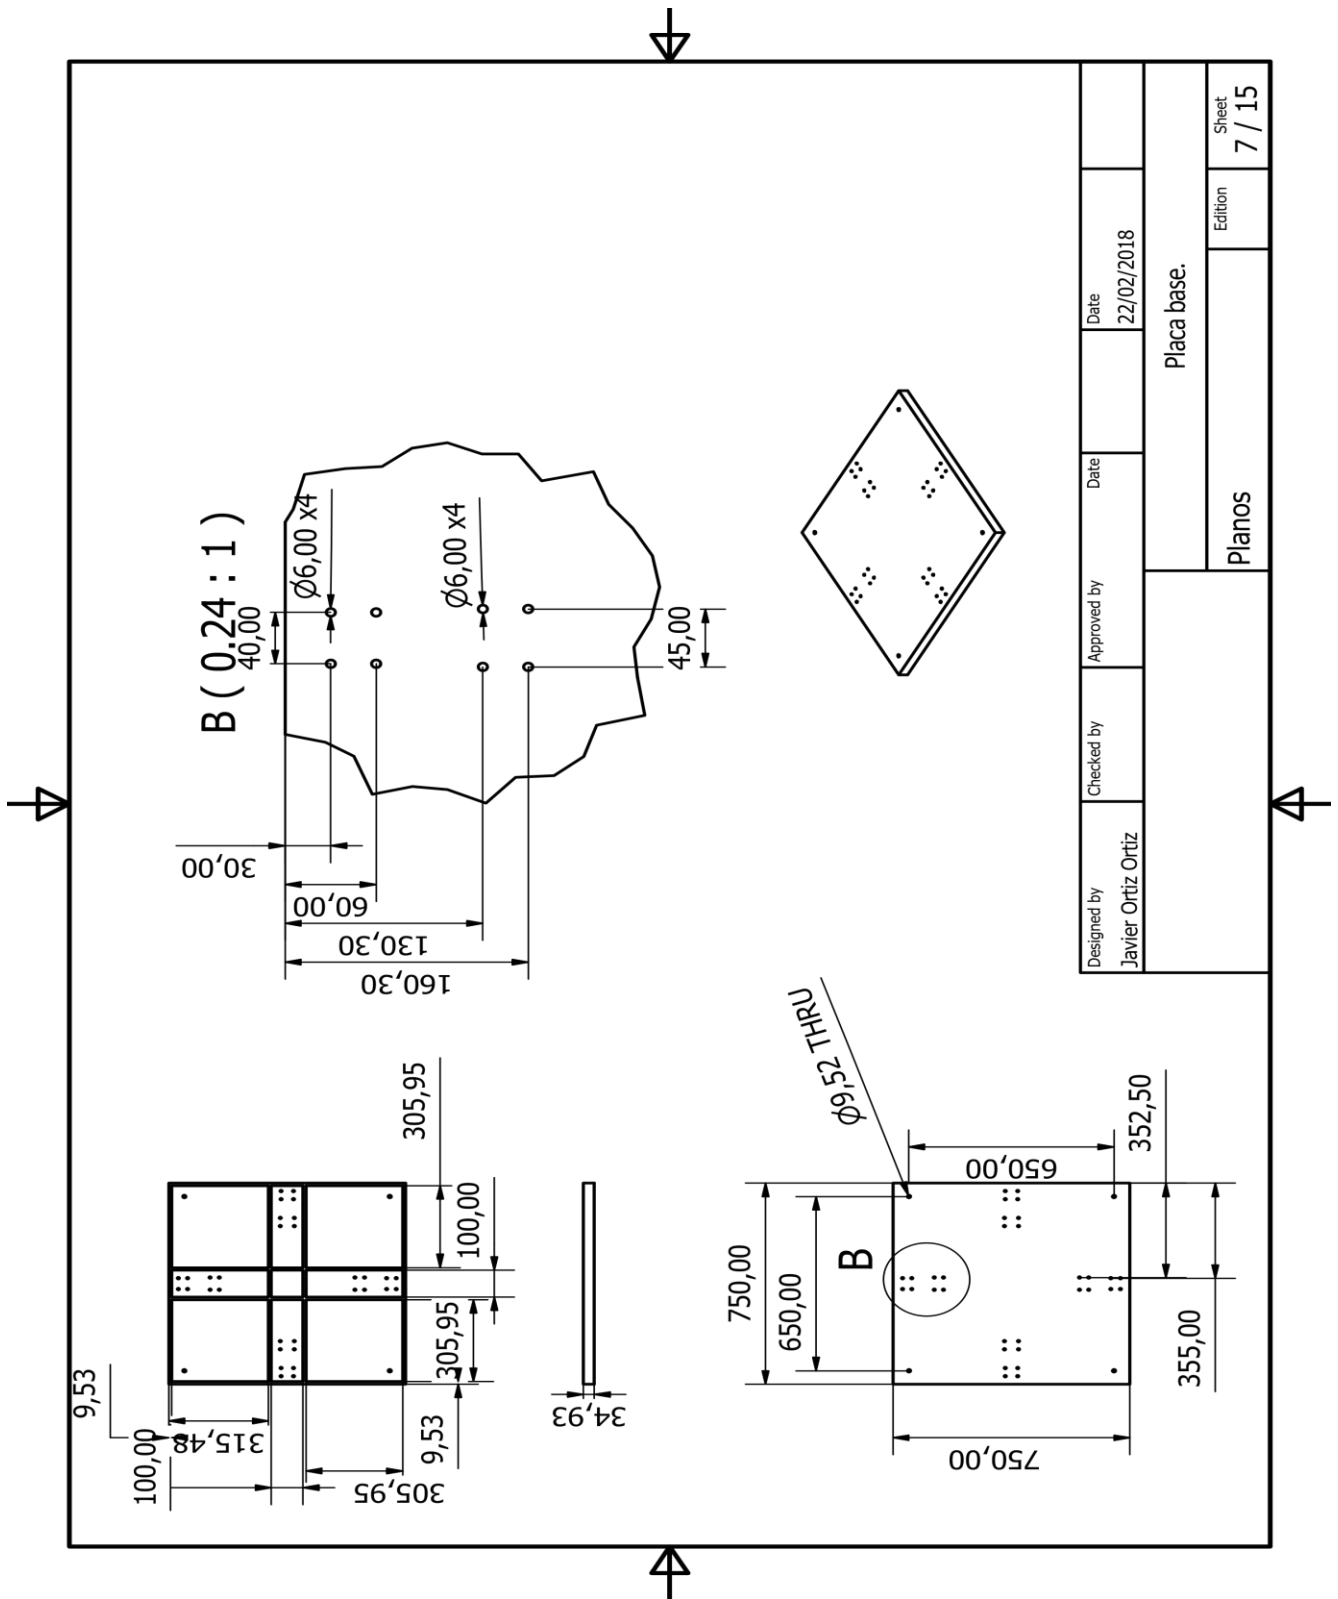 9,53
100,00
315,48
9,53
305,95
305,95
100,00
305,95
34,93
B ( 0.24 : 1 )
40,00
Ø6,00 x4
Ø6,00 x4
45,00
30,00
60,00
130,30
160,30
Ø9,52 THRU
750,00
650,00
B
650,00
750,00
352,50
355,00
Designed by
Javier Ortiz Ortiz
Checked by
Approved by
Date
Date
22/02/2018
Placa base.
Planos
Edition
Sheet
7 / 15